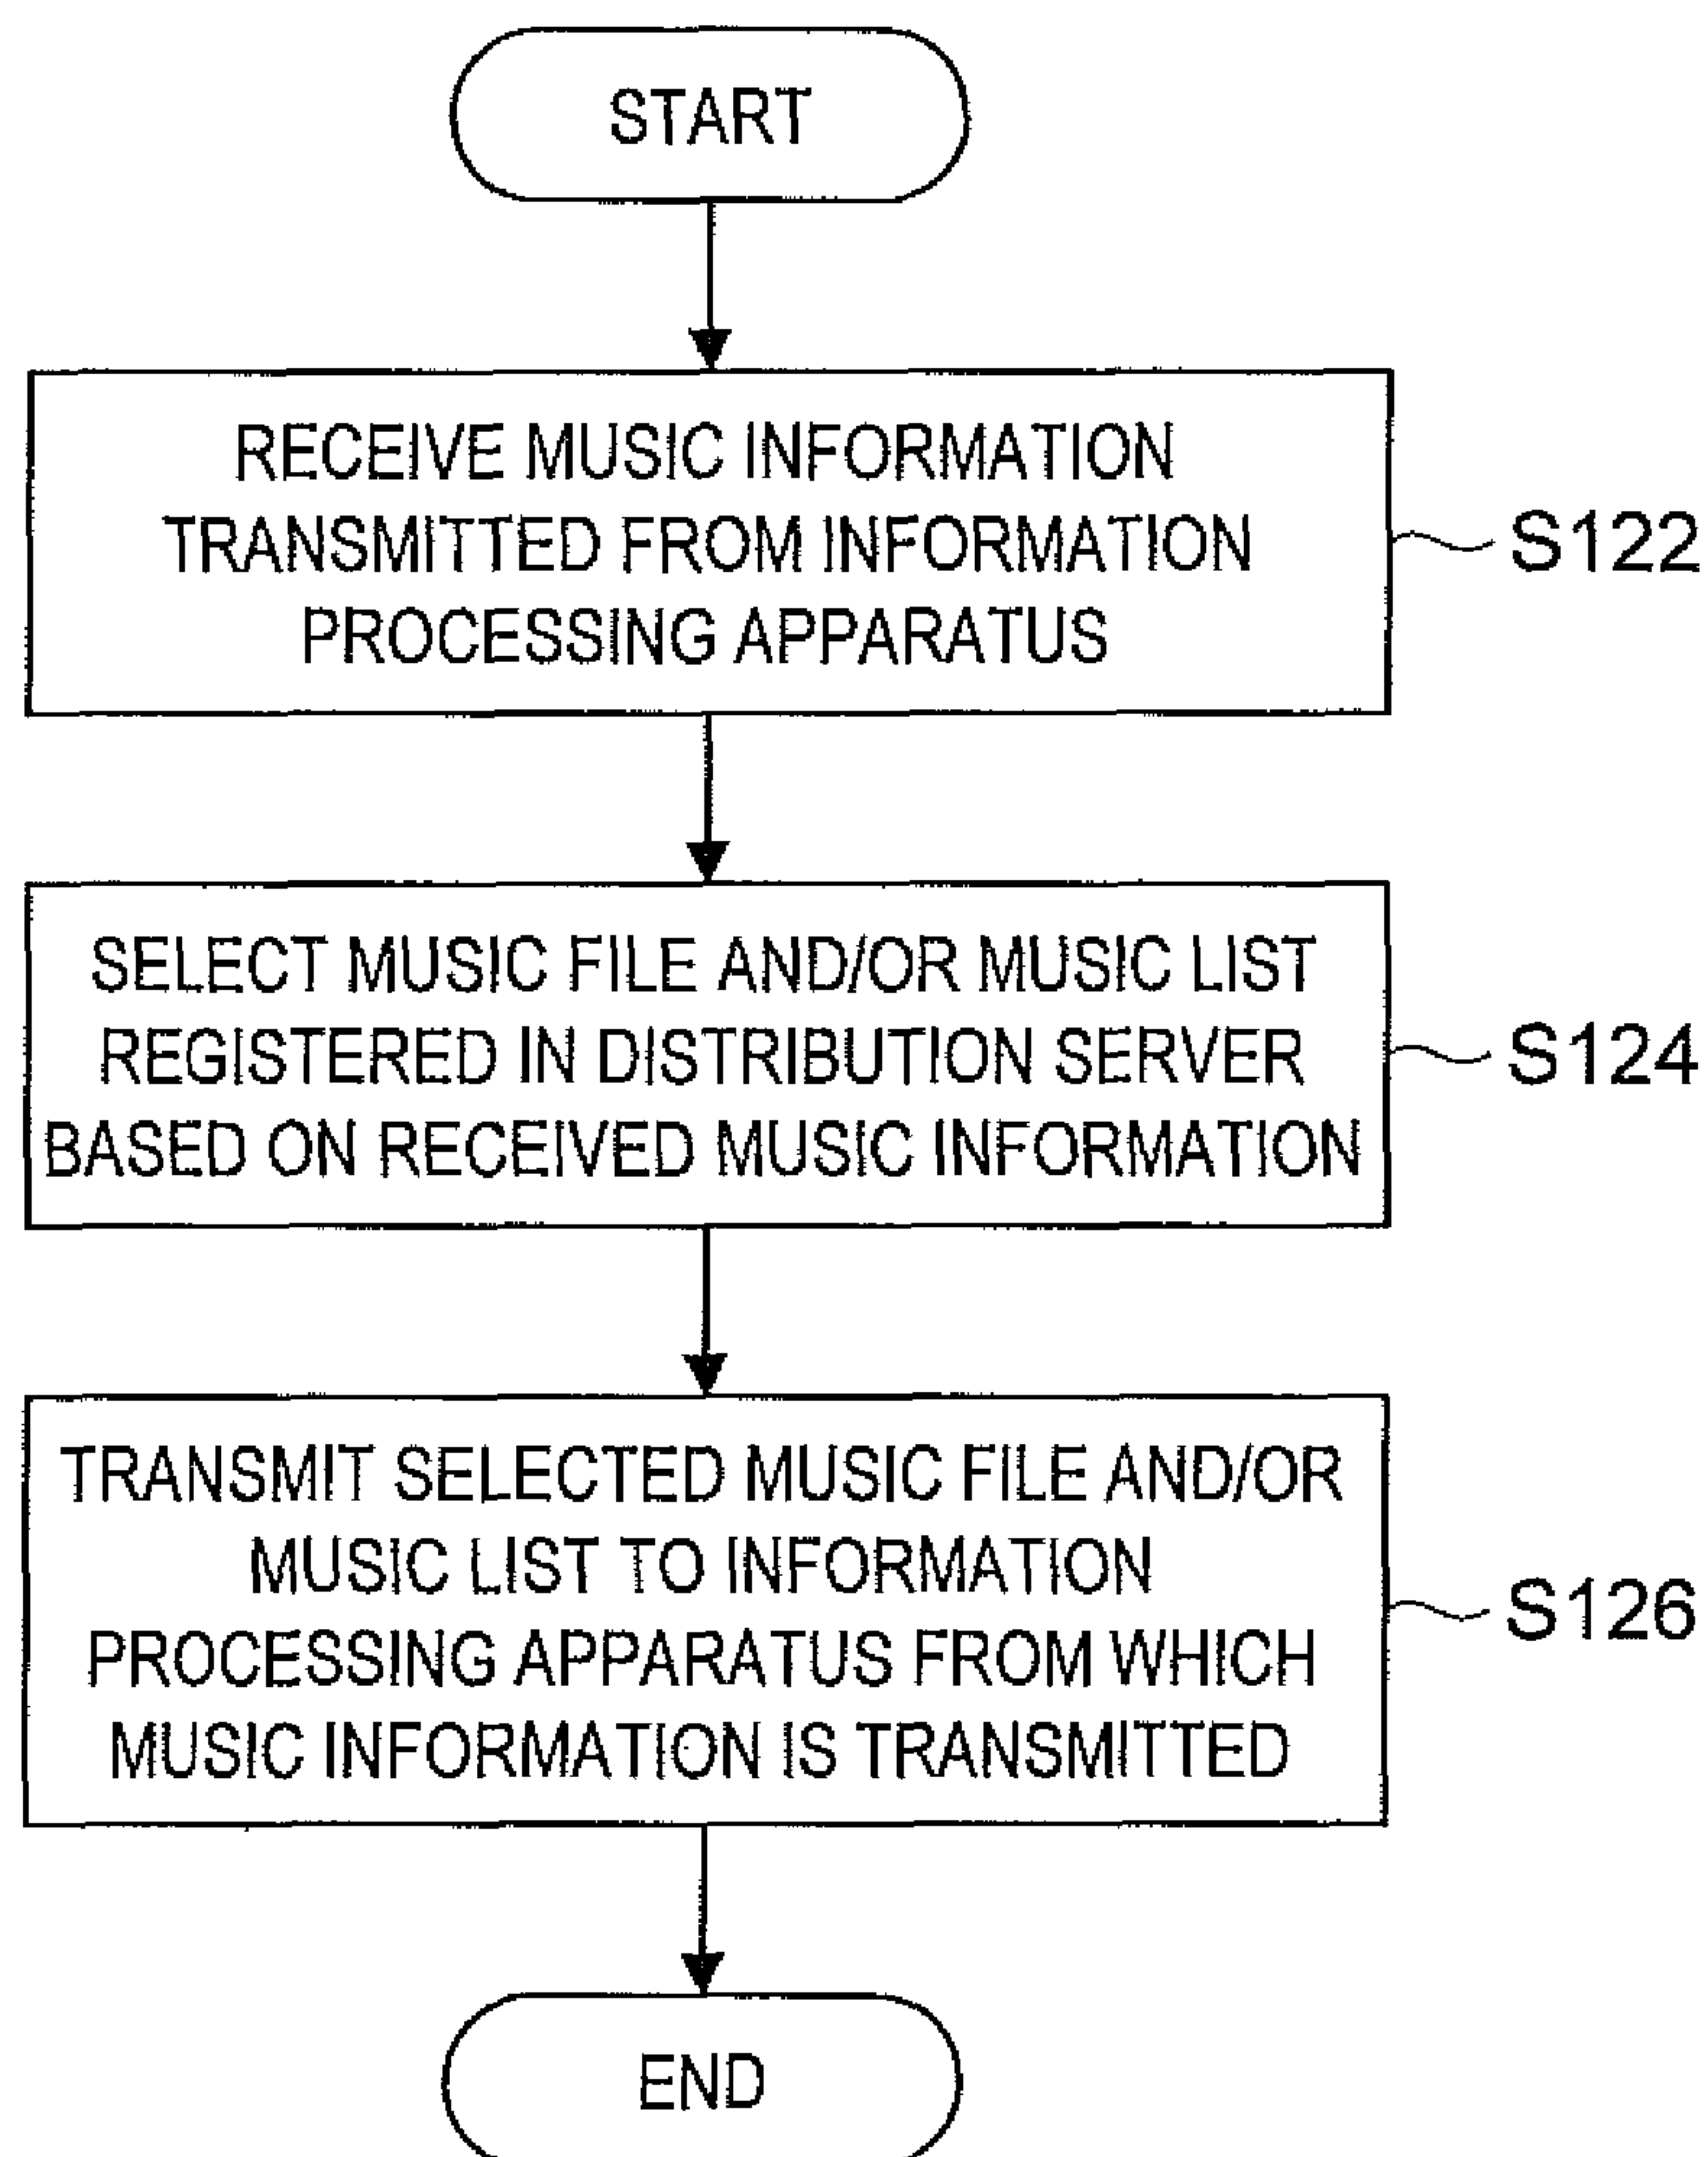 START
RECEIVE MUSIC INFORMATION
TRANSMITTED FROM INFORMATION
PROCESSING APPARATUS
S122
SELECT MUSIC FILE AND/OR MUSIC LIST
REGISTERED IN DISTRIBUTION SERVER
BASED ON RECEIVED MUSIC INFORMATION
S124
TRANSMIT SELECTED MUSIC FILE AND/OR
MUSIC LIST TO INFORMATION
PROCESSING APPARATUS FROM WHICH
MUSIC INFORMATION IS TRANSMITTED
S126
END